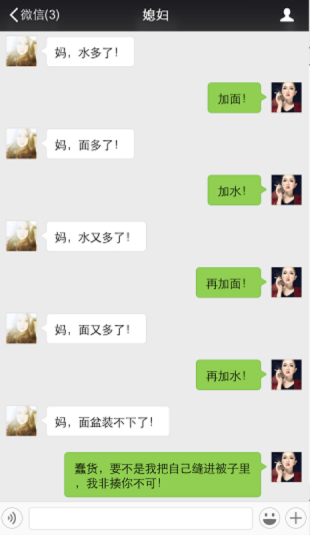 微信(3)
媳妇
妈，水多了！
加面！
妈，面多了！
加水！
妈，水又多了！
再加面！
妈，面又多了！
再加水！
妈，面盆装不下了！
蠢货，要不是我把自己缝进被子里
，我非揍你不可！